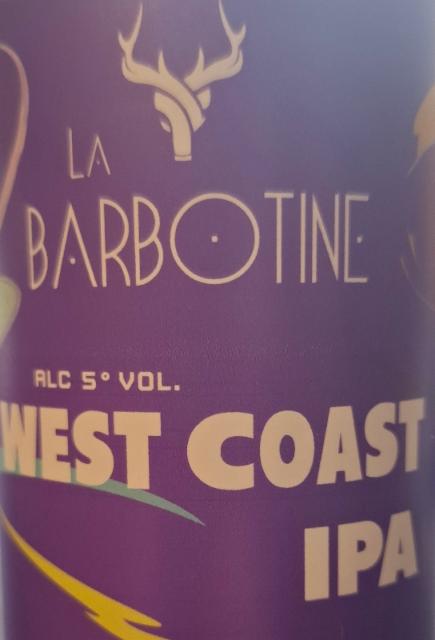 LA
BARBOTINE
ALC 5° VOL.
WEST COAST
IPA